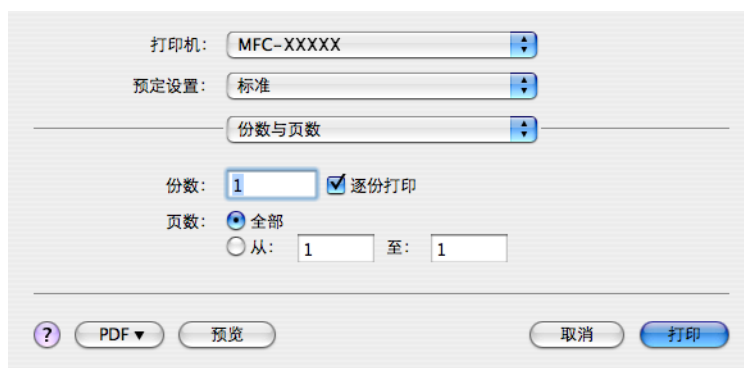 打印机： MFC-XXXXX
预定设置： 标准
份数与页数
份数： 1 逐份打印
页数： 全部
从： 1 至： 1
? PDF▼ 预览 取消 打印